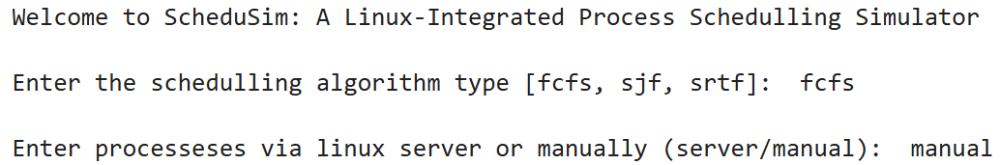 Welcome to ScheduSim: A Linux-Integrated Process Schedulling Simulator
Enter the schedulling algorithm type [fcfs, sjf, srtf]:  fcfs
Enter processeses via linux server or manually (server/manual):  manual